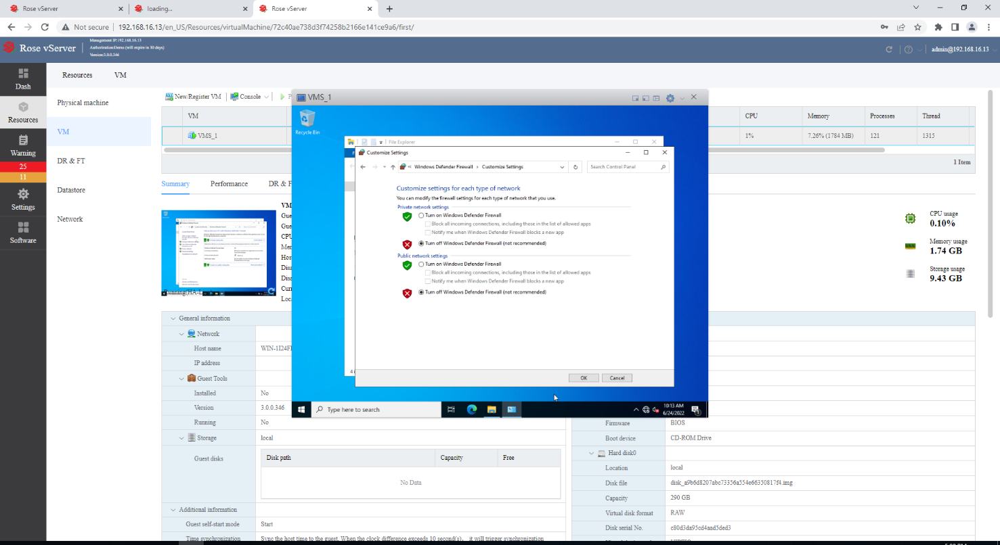 Rose vServer
loading...
Rose vServer
Not secure
192.168.16.13/en_US/Resources/virtualMachine/72c40ae738d3f74258b2166e141ce9a6/first/
Rose vServer
Management IP:192.168.16.13
Authorization:Demo (will expire in 30 days)
Version:3.0.0.346
admin@192.168.16.13
Dash
Resources
Warning
25
11
Settings
Software
Resources
VM
Physical machine
VM
DR & FT
Datastore
Network
New/Register VM
Console
VM
CPU
Memory
Processes
Thread
VMS_1
1%
7.26% (1784 MB)
121
1315
1 Item
Summary
Performance
DR & F
VMS_1
Recycle Bin
File Explorer
Customize Settings
« Windows Defender Firewall › Customize Settings
Search Control Panel
Customize settings for each type of network
You can modify the firewall settings for each type of network that you use.
Private network settings
Turn on Windows Defender Firewall
Block all incoming connections, including those in the list of allowed apps
Notify me when Windows Defender Firewall blocks a new app
Turn off Windows Defender Firewall (not recommended)
Public network settings
Turn on Windows Defender Firewall
Block all incoming connections, including those in the list of allowed apps
Notify me when Windows Defender Firewall blocks a new app
Turn off Windows Defender Firewall (not recommended)
OK
Cancel
Type here to search
10:13 AM
6/24/2022
VM
Gue
Gue
CPU
Mem
Hos
Disa
Disa
Curr
Loca
CPU usage
0.10%
Memory usage
1.74 GB
Storage usage
9.43 GB
General information
Network
Host name
IP address
Guest Tools
Installed
No
Version
3.0.0.346
Running
No
Storage
local
Guest disks
Disk path
Capacity
Free
No Data
Additional information
Guest self-start mode
Start
Time synchronization
Sync the host time to the guest. When the clock difference exceeds 10 second(s), it will trigger synchronization
Firmware
BIOS
Boot device
CD-ROM Drive
Hard disk0
Location
local
Disk file
disk_a9b6d8207abc73356a554e66350817f4.img
Capacity
290 GB
Virtual disk format
RAW
Disk serial No.
c80d3da95cd4aad5ded3